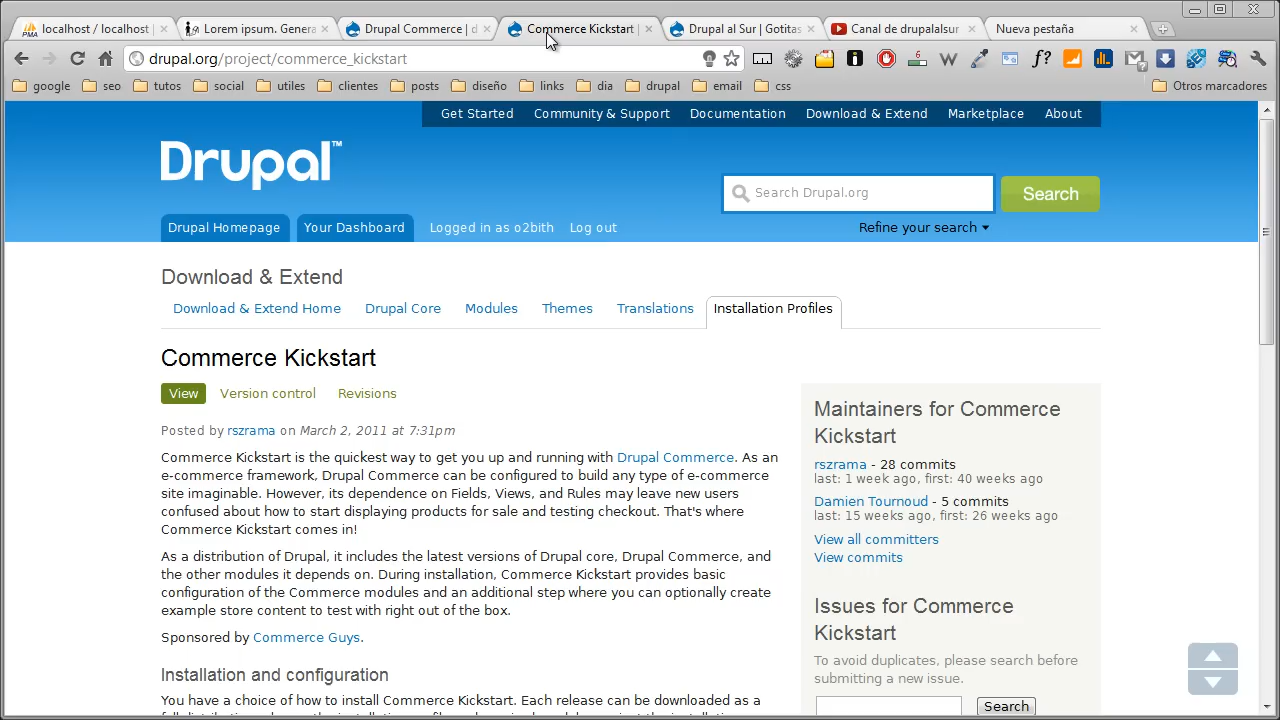 localhost / localhost |
Lorem ipsum. Genera
Drupal Commerce | d
Commerce Kickstart |
Drupal al Sur | Gotitas
Canal de drupalsur
Nueva pestaña
drupal.org/project/commerce_kickstart
google seo tutos social utiles clientes posts diseño links dia drupal email css Otros marcadores
Get Started Community & Support Documentation Download & Extend Marketplace About
Drupal™
Search Drupal.org
Search
Drupal Homepage Your Dashboard Logged in as o2bith Log out
Refine your search
Download & Extend
Download & Extend Home Drupal Core Modules Themes Translations Installation Profiles
Commerce Kickstart
View Version control Revisions
Posted by rszrama on March 2, 2011 at 7:31pm
Commerce Kickstart is the quickest way to get you up and running with Drupal Commerce. As an
e-commerce framework, Drupal Commerce can be configured to build any type of e-commerce
site imaginable. However, its dependence on Fields, Views, and Rules may leave new users
confused about how to start displaying products for sale and testing checkout. That's where
Commerce Kickstart comes in!
As a distribution of Drupal, it includes the latest versions of Drupal core, Drupal Commerce, and
the other modules it depends on. During installation, Commerce Kickstart provides basic
configuration of the Commerce modules and an additional step where you can optionally create
example store content to test with right out of the box.
Sponsored by Commerce Guys.
Installation and configuration
You have a choice of how to install Commerce Kickstart. Each release can be downloaded as a
Maintainers for Commerce
Kickstart
rszrama - 28 commits
last: 1 week ago, first: 40 weeks ago
Damien Tournoud - 5 commits
last: 15 weeks ago, first: 26 weeks ago
View all committers
View commits
Issues for Commerce
Kickstart
To avoid duplicates, please search before
submitting a new issue.
Search